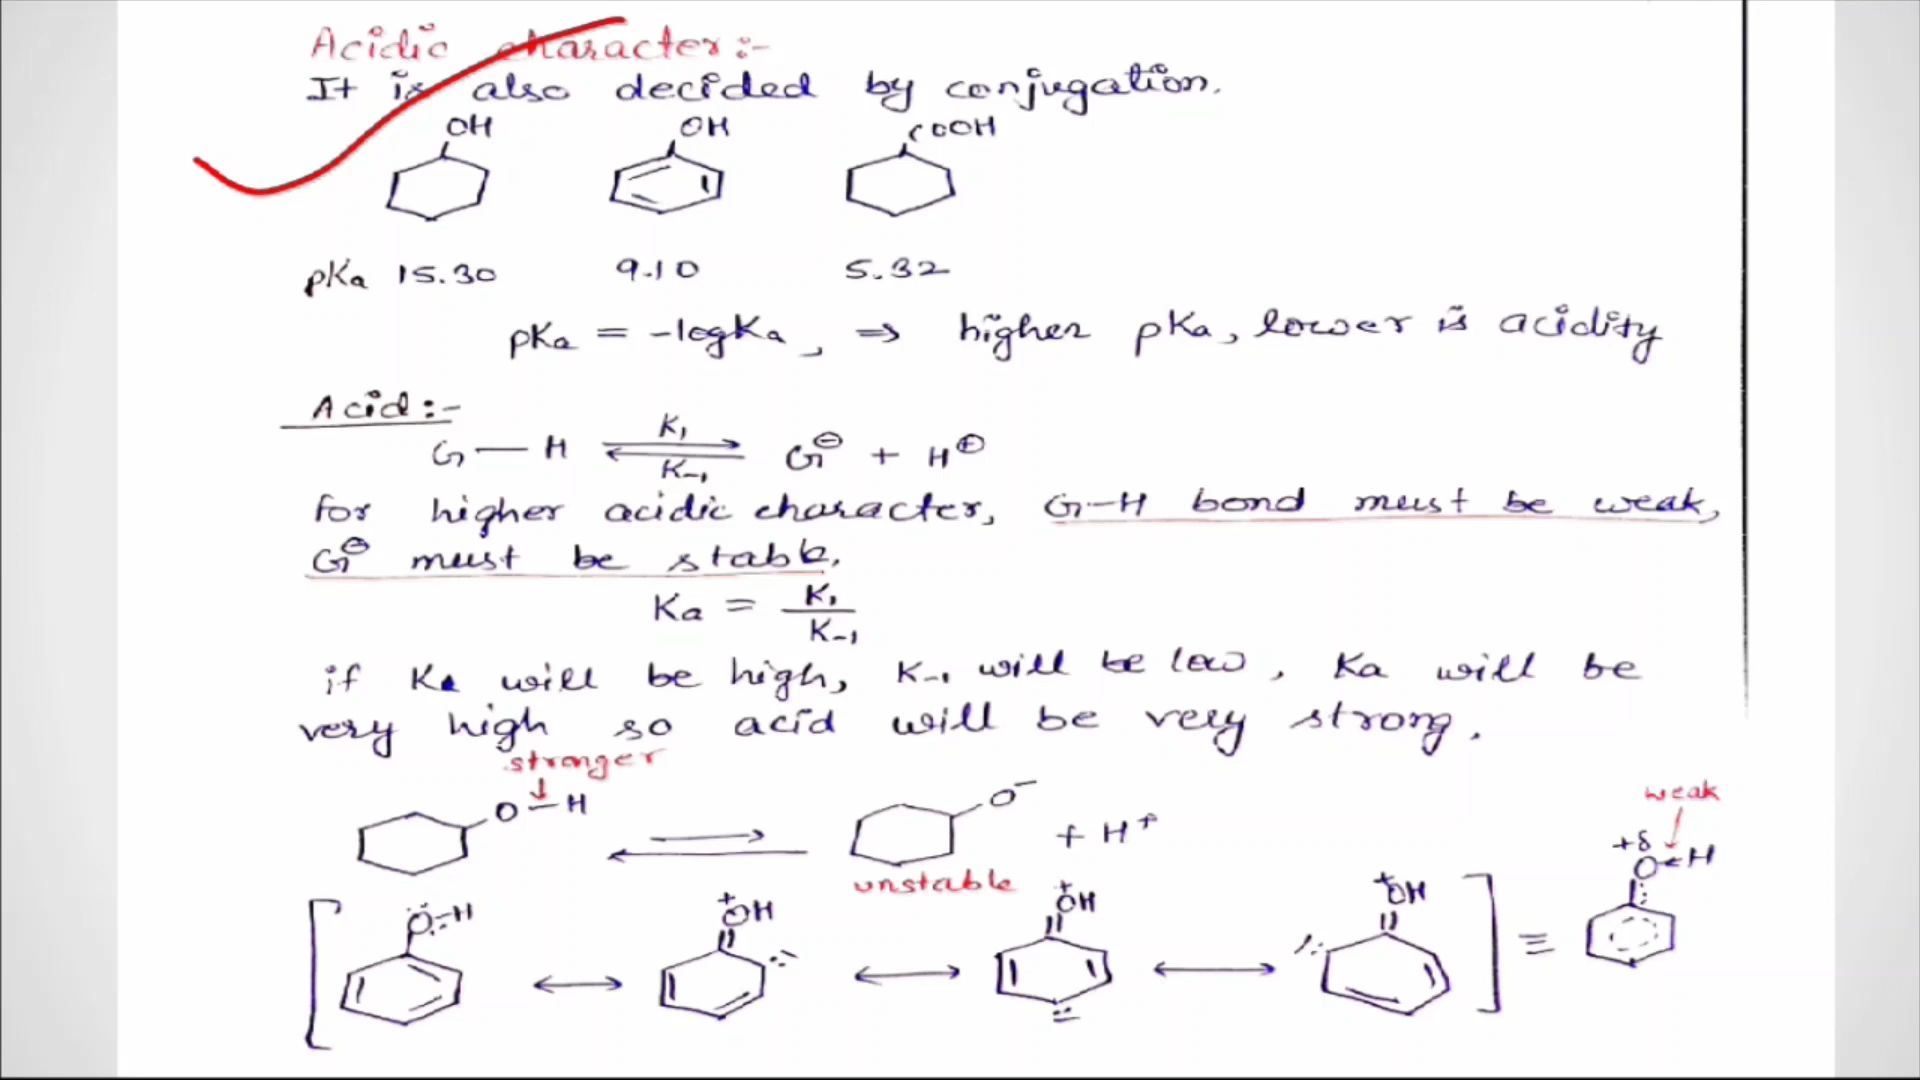 Acidic character:-
It is also decided by conjugation.
OH OH COOH
pKa 15.30 9.10 5.32
pKa = -logKa, ⇒ higher pKa, lower is acidity
Acid:-
G—H ⇌ G⊖ + H⊕
K₁
K₋₁
for higher acidic character, G-H bond must be weak,
G⊖ must be stable.
Ka = K₁/K₋₁
if K₁ will be high, K₋₁ will be low, Ka will be
very high so acid will be very strong.
stronger
O—H ⇌ O⁻ + H⁺
unstable
weak
+δ
O-H
O-H ↔ +OH ↔ +OH ↔ +OH ≡